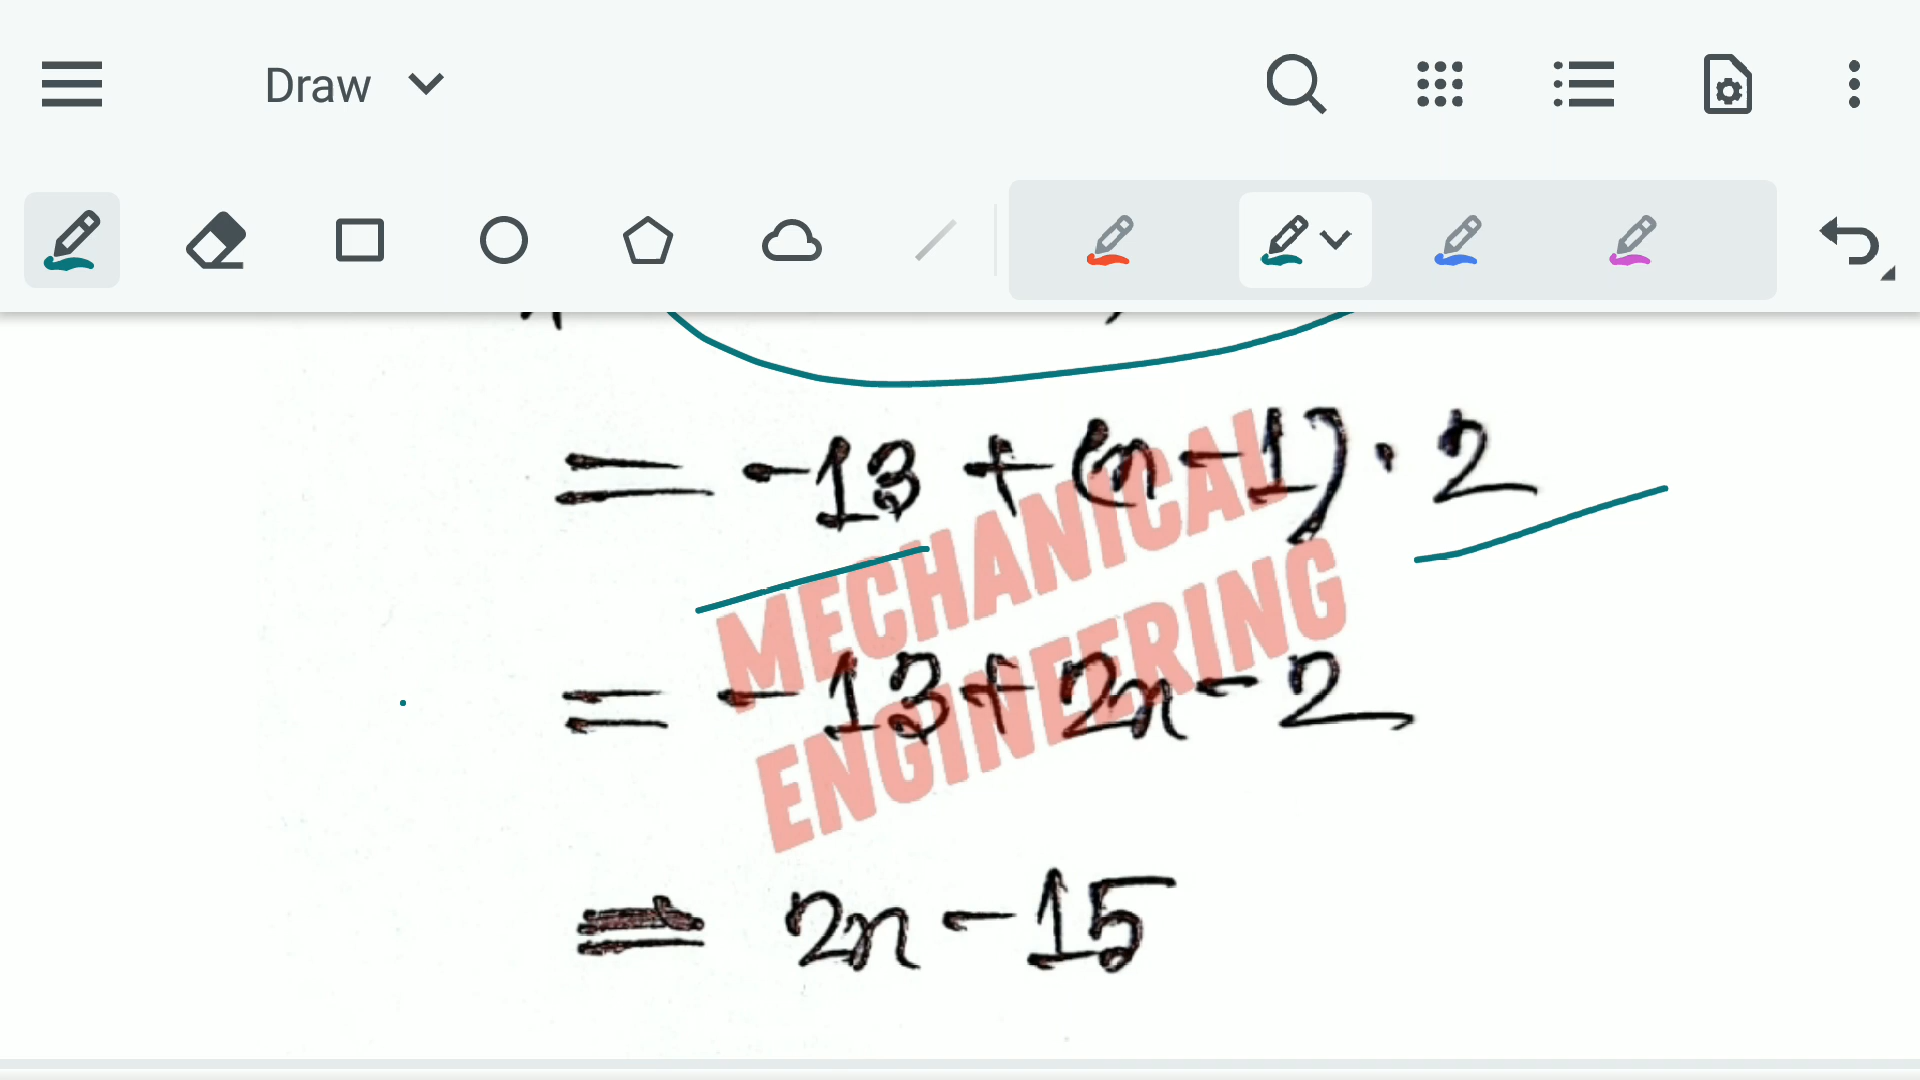 Draw
= -13 + (n-1) · 2
MECHANICAL
ENGINEERING
= -13 + 2n - 2
= 2n - 15